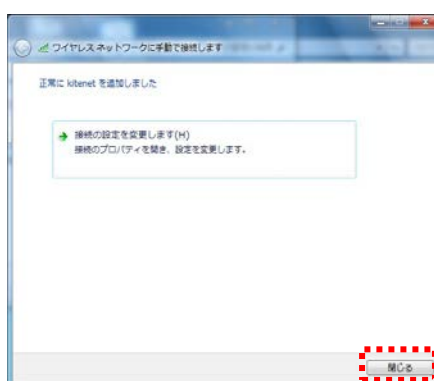 ワイヤレス ネットワークに手動で接続します
正常に kitenet を追加しました
接続の設定を変更します(H)
接続のプロパティを開き、設定を変更します。
閉じる